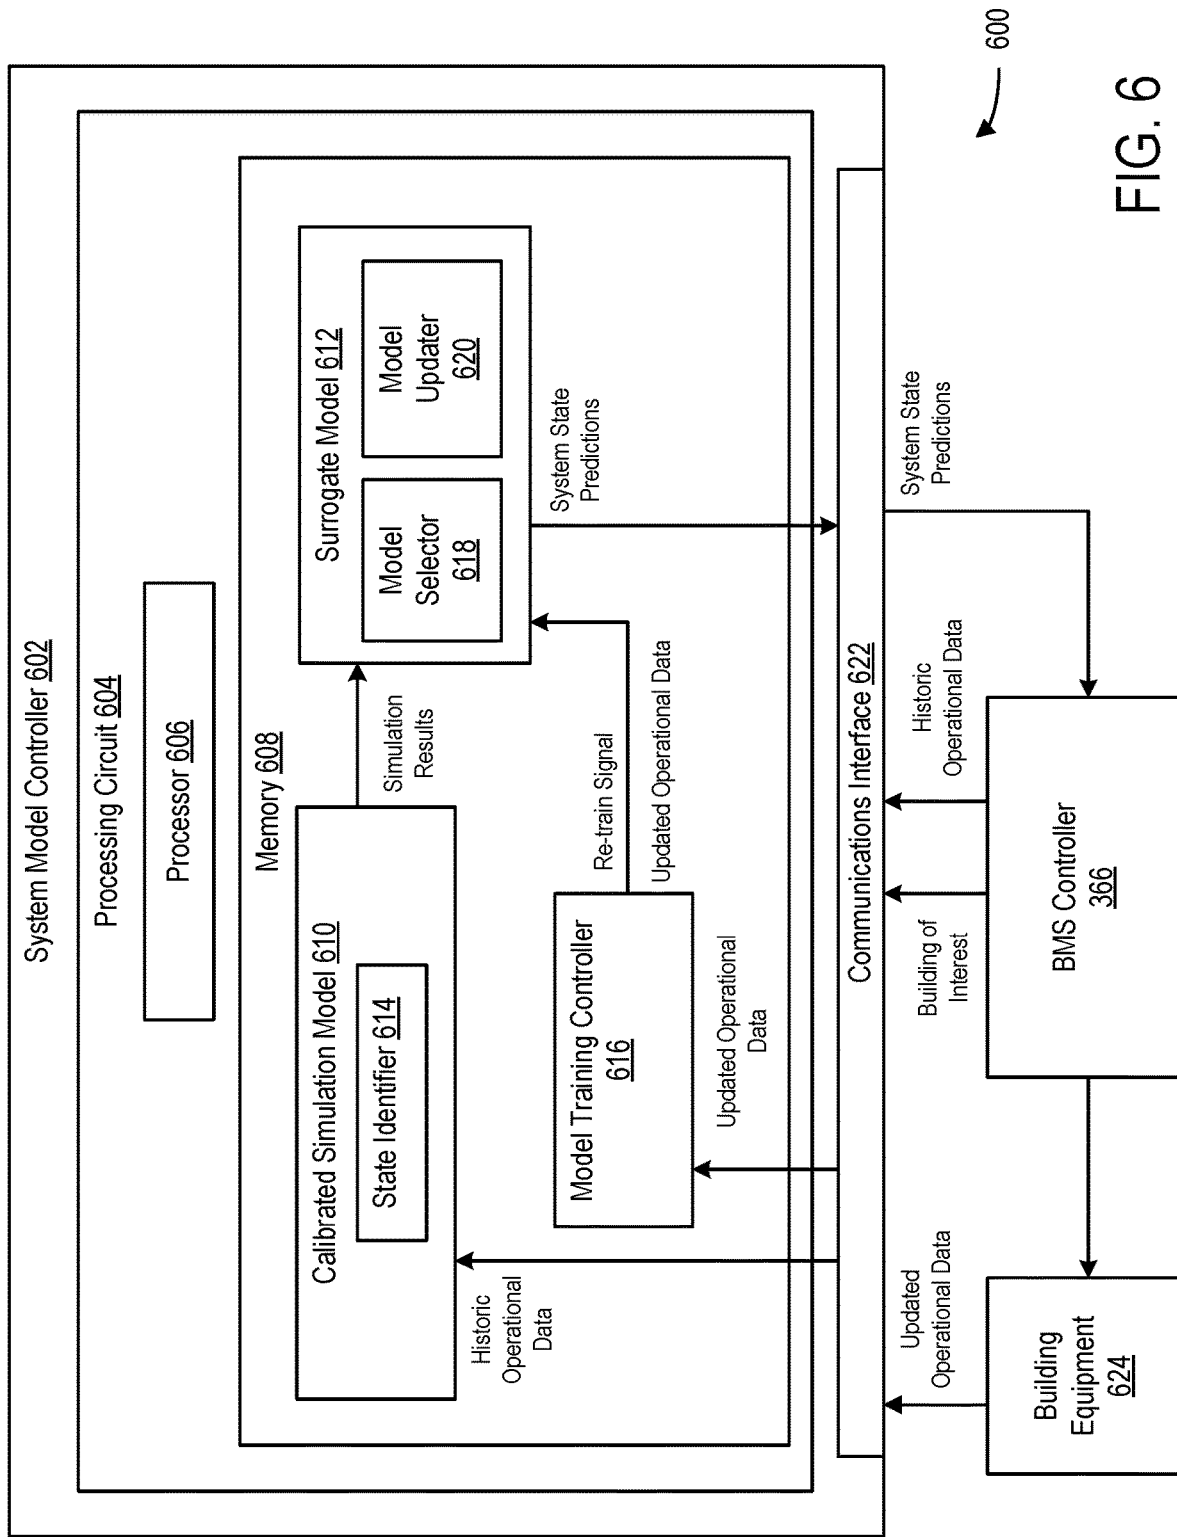 System Model Controller 602
Processing Circuit 604
Processor 606
Memory 608
Calibrated Simulation Model 610
State Identifier 614
Simulation
Results
Surrogate Model 612
Model
Selector
618
Model
Updater
620
Historic
Operational
Data
Model Training Controller
616
Re-train Signal
Updated Operational Data
System State
Predictions
Updated Operational
Data
Communications Interface 622
Updated
Operational Data
Building of
Interest
Historic
Operational Data
System State
Predictions
Building
Equipment
624
BMS Controller
366
600
FIG. 6